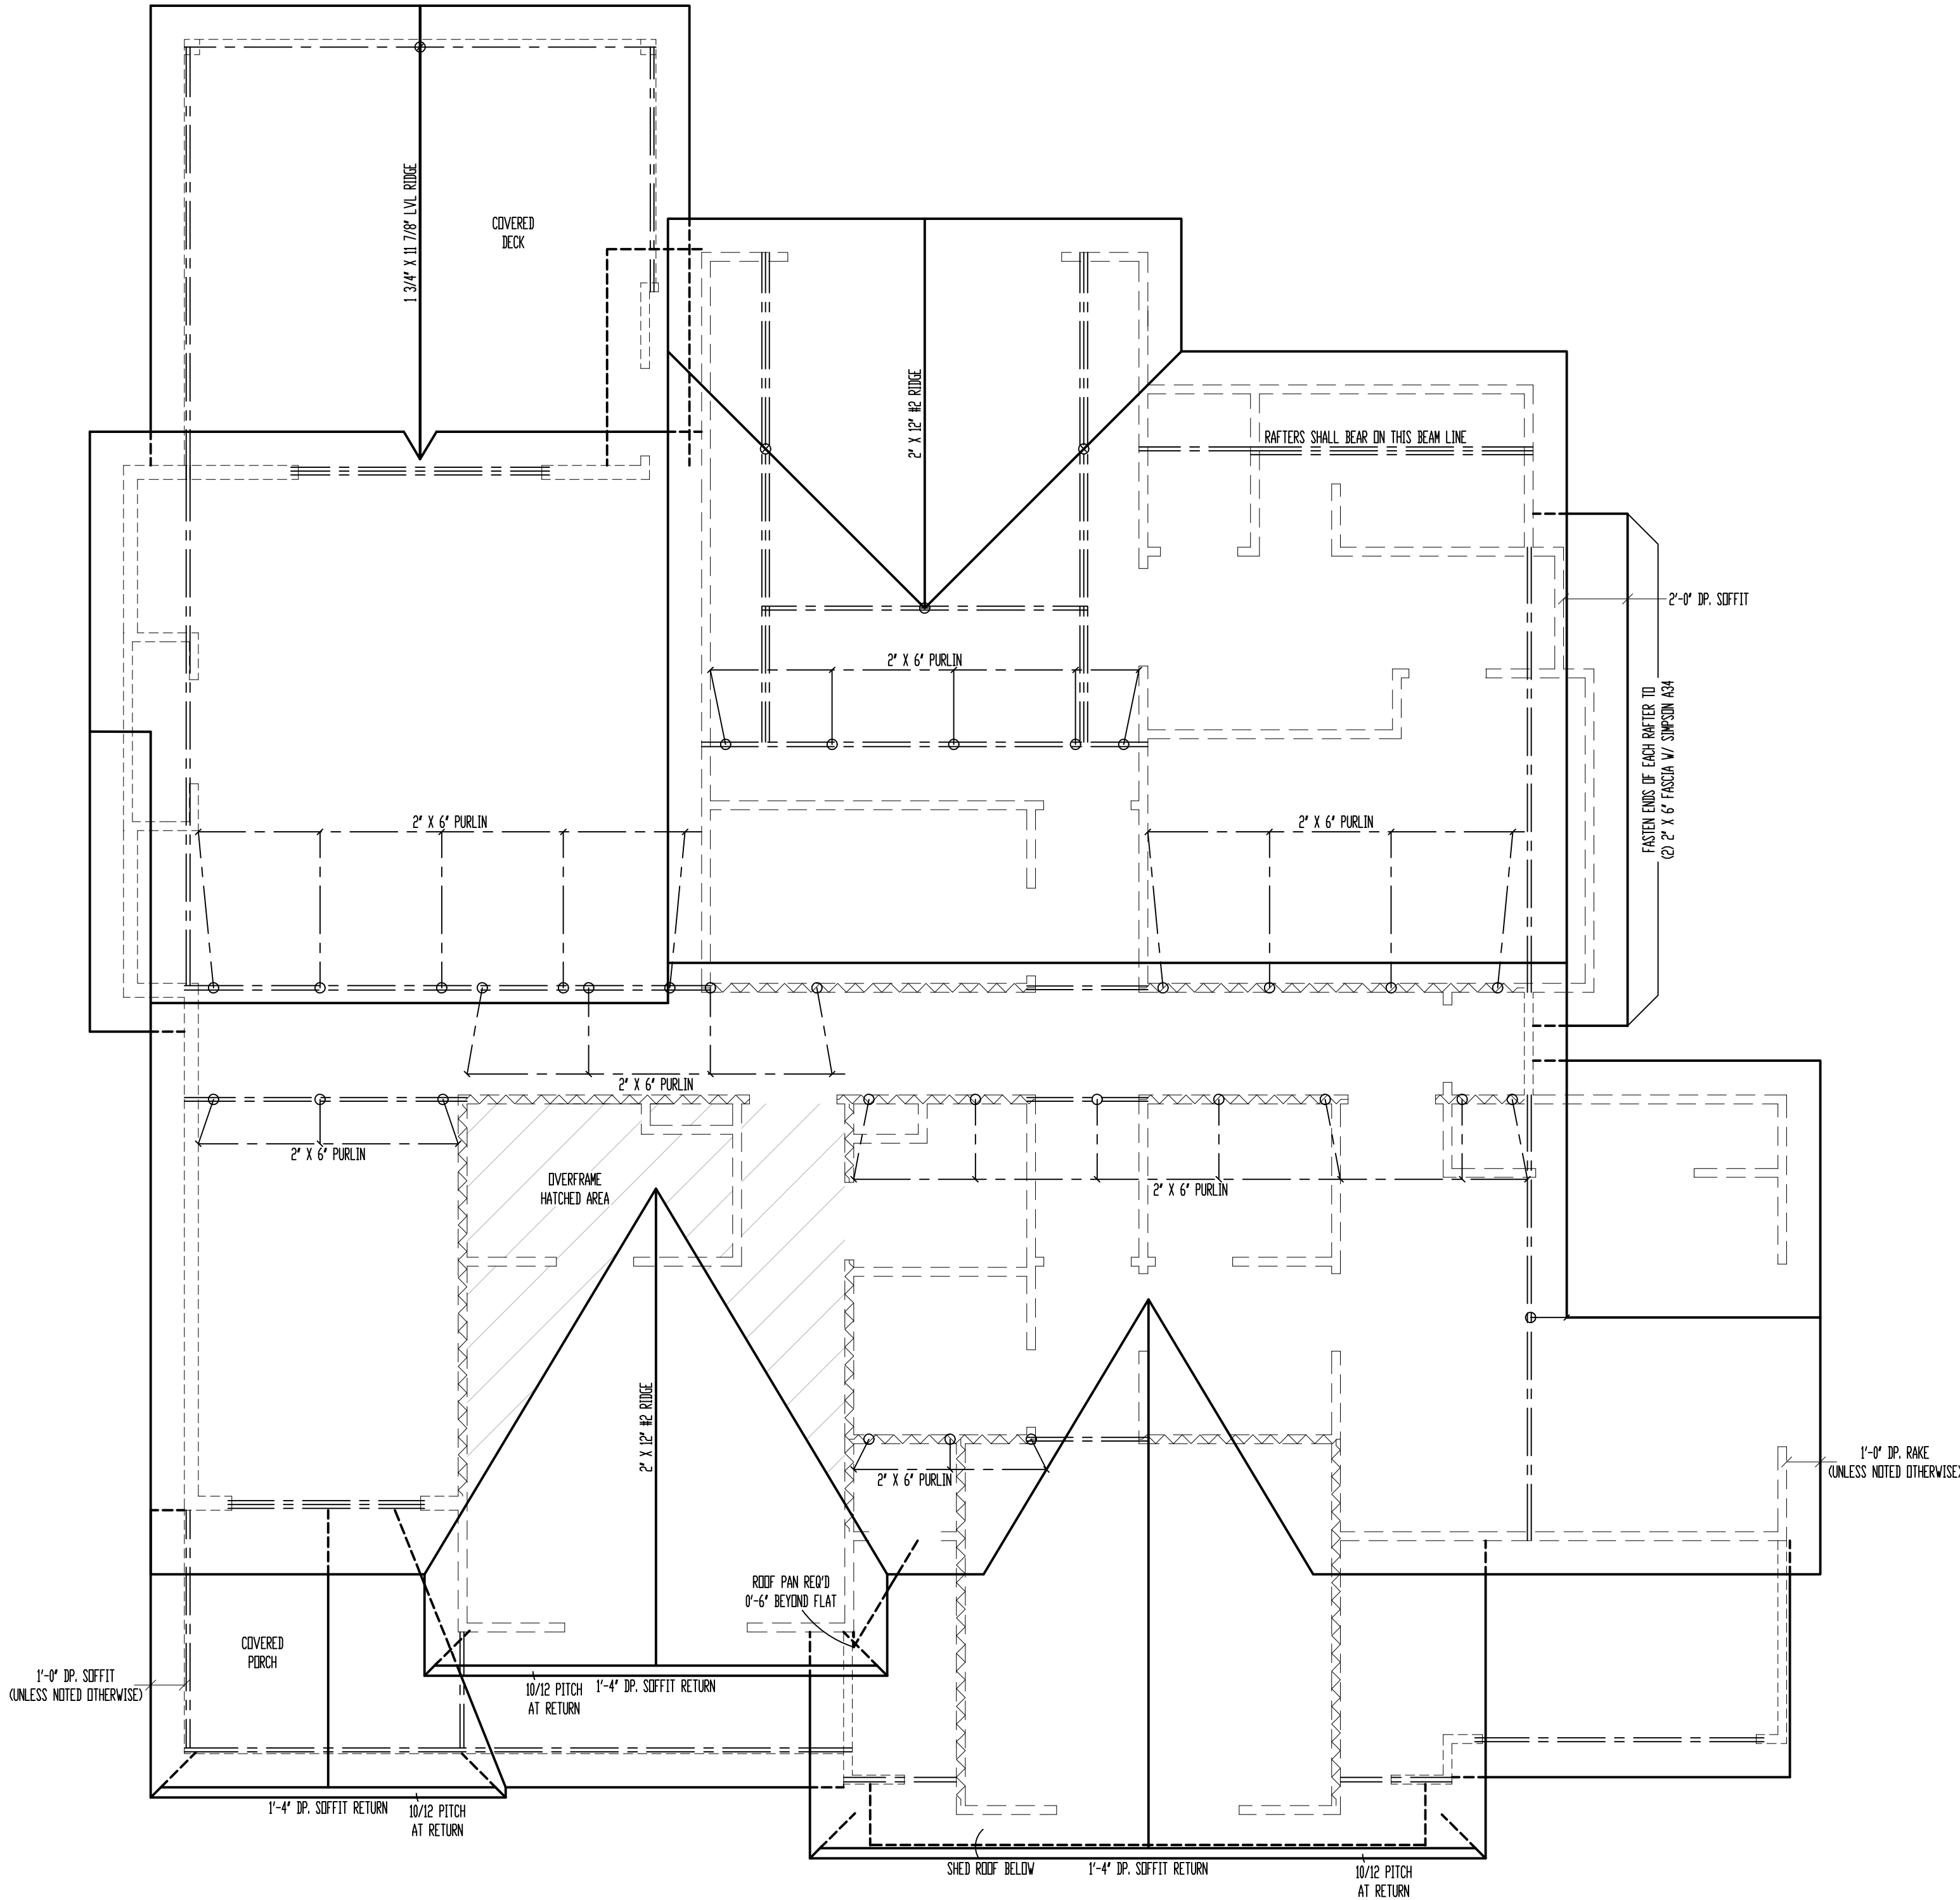 1 3/4" X 11 7/8" LVL RIDGE
COVERED
DECK
2" X 12" #2 RIDGE
RAFTERS SHALL BEAR ON THIS BEAM LINE
2'-0" DP. SOFFIT
2" X 6" PURLIN
FASTEN ENDS OF EACH RAFTER TO
(2) 2" X 6" FASCIA W/ SIMPSON A34
2" X 6" PURLIN
2" X 6" PURLIN
2" X 6" PURLIN
2" X 6" PURLIN
OVERFRAME
HATCHED AREA
2" X 6" PURLIN
2" X 12" #2 RIDGE
2" X 6" PURLIN
1'-0" DP. RAKE
(UNLESS NOTED OTHERWISE)
ROOF PAN REQ'D
0'-6" BEYOND FLAT
COVERED
PORCH
1'-0" DP. SOFFIT
(UNLESS NOTED OTHERWISE)
10/12 PITCH
AT RETURN
1'-4" DP. SOFFIT RETURN
1'-4" DP. SOFFIT RETURN
10/12 PITCH
AT RETURN
SHED ROOF BELOW
1'-4" DP. SOFFIT RETURN
10/12 PITCH
AT RETURN